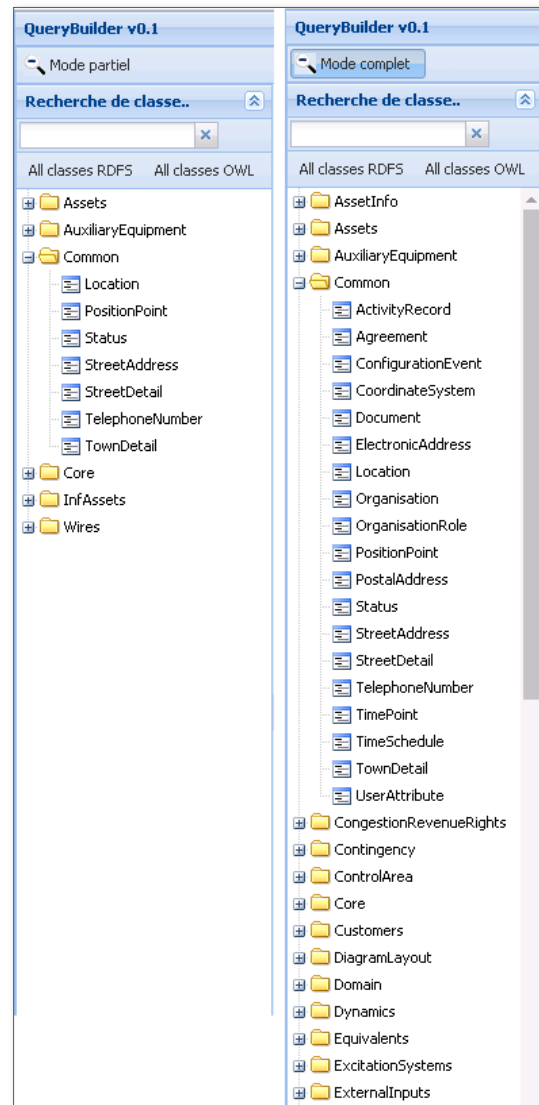 QueryBuilder v0.1
Mode partiel
Recherche de classe..
All classes RDFS All classes OWL
Assets
AuxiliaryEquipment
Common
Location
PositionPoint
Status
StreetAddress
StreetDetail
TelephoneNumber
TownDetail
Core
InfAssets
Wires
QueryBuilder v0.1
Mode complet
Recherche de classe..
All classes RDFS All classes OWL
AssetInfo
Assets
AuxiliaryEquipment
Common
ActivityRecord
Agreement
ConfigurationEvent
CoordinateSystem
Document
ElectronicAddress
Location
Organisation
OrganisationRole
PositionPoint
PostalAddress
Status
StreetAddress
StreetDetail
TelephoneNumber
TimePoint
TimeSchedule
TownDetail
UserAttribute
CongestionRevenueRights
Contingency
ControlArea
Core
Customers
DiagramLayout
Domain
Dynamics
Equivalents
ExcitationSystems
ExternalInputs